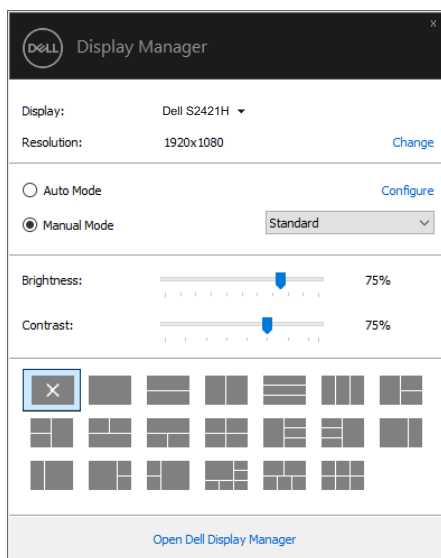 x
DELL Display Manager
Display: Dell S2421H
Resolution: 1920x1080 Change
Auto Mode Configure
Manual Mode Standard
Brightness: 75%
Contrast: 75%
Open Dell Display Manager